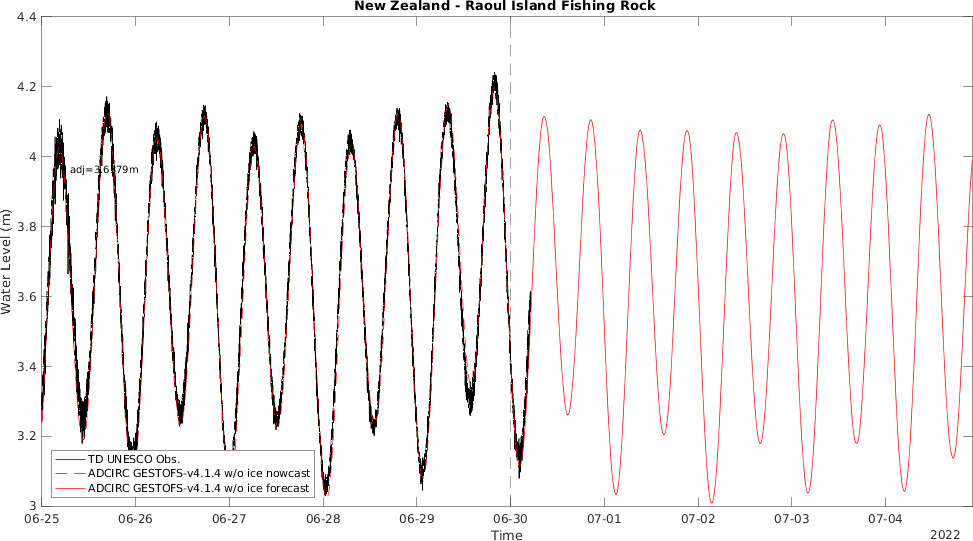 New Zealand - Raoul Island Fishing Rock
4.4
4.2
4
3.8
3.6
3.4
3.2
3
Water Level (m)
adj=3.6379m
TD UNESCO Obs.
ADCIRC GESTOFS-v4.1.4 w/o ice nowcast
ADCIRC GESTOFS-v4.1.4 w/o ice forecast
06-25 06-26 06-27 06-28 06-29 06-30 07-01 07-02 07-03 07-04
Time
2022